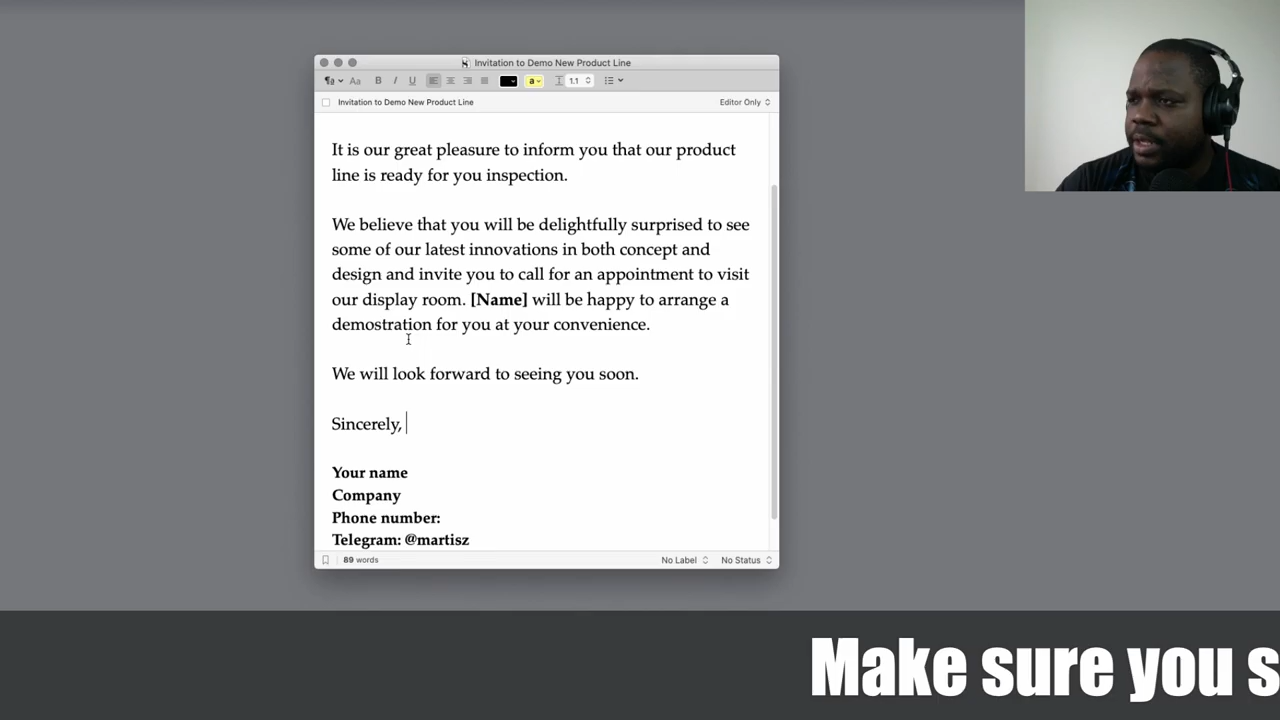 Invitation to Demo New Product Line
B I U
a
1.1
Invitation to Demo New Product Line
Editor Only
It is our great pleasure to inform you that our product
line is ready for you inspection.
We believe that you will be delightfully surprised to see
some of our latest innovations in both concept and
design and invite you to call for an appointment to visit
our display room. [Name] will be happy to arrange a
demostration for you at your convenience.
We will look forward to seeing you soon.
Sincerely,
Your name
Company
Phone number:
Telegram: @martisz
89 words
No Label
No Status
Make sure you s